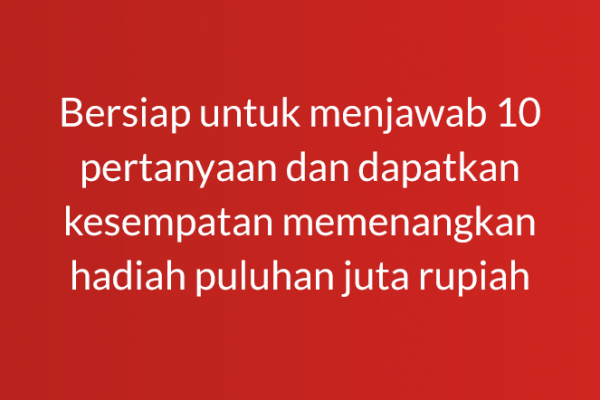 Bersiap untuk menjawab 10
pertanyaan dan dapatkan
kesempatan memenangkan
hadiah puluhan juta rupiah